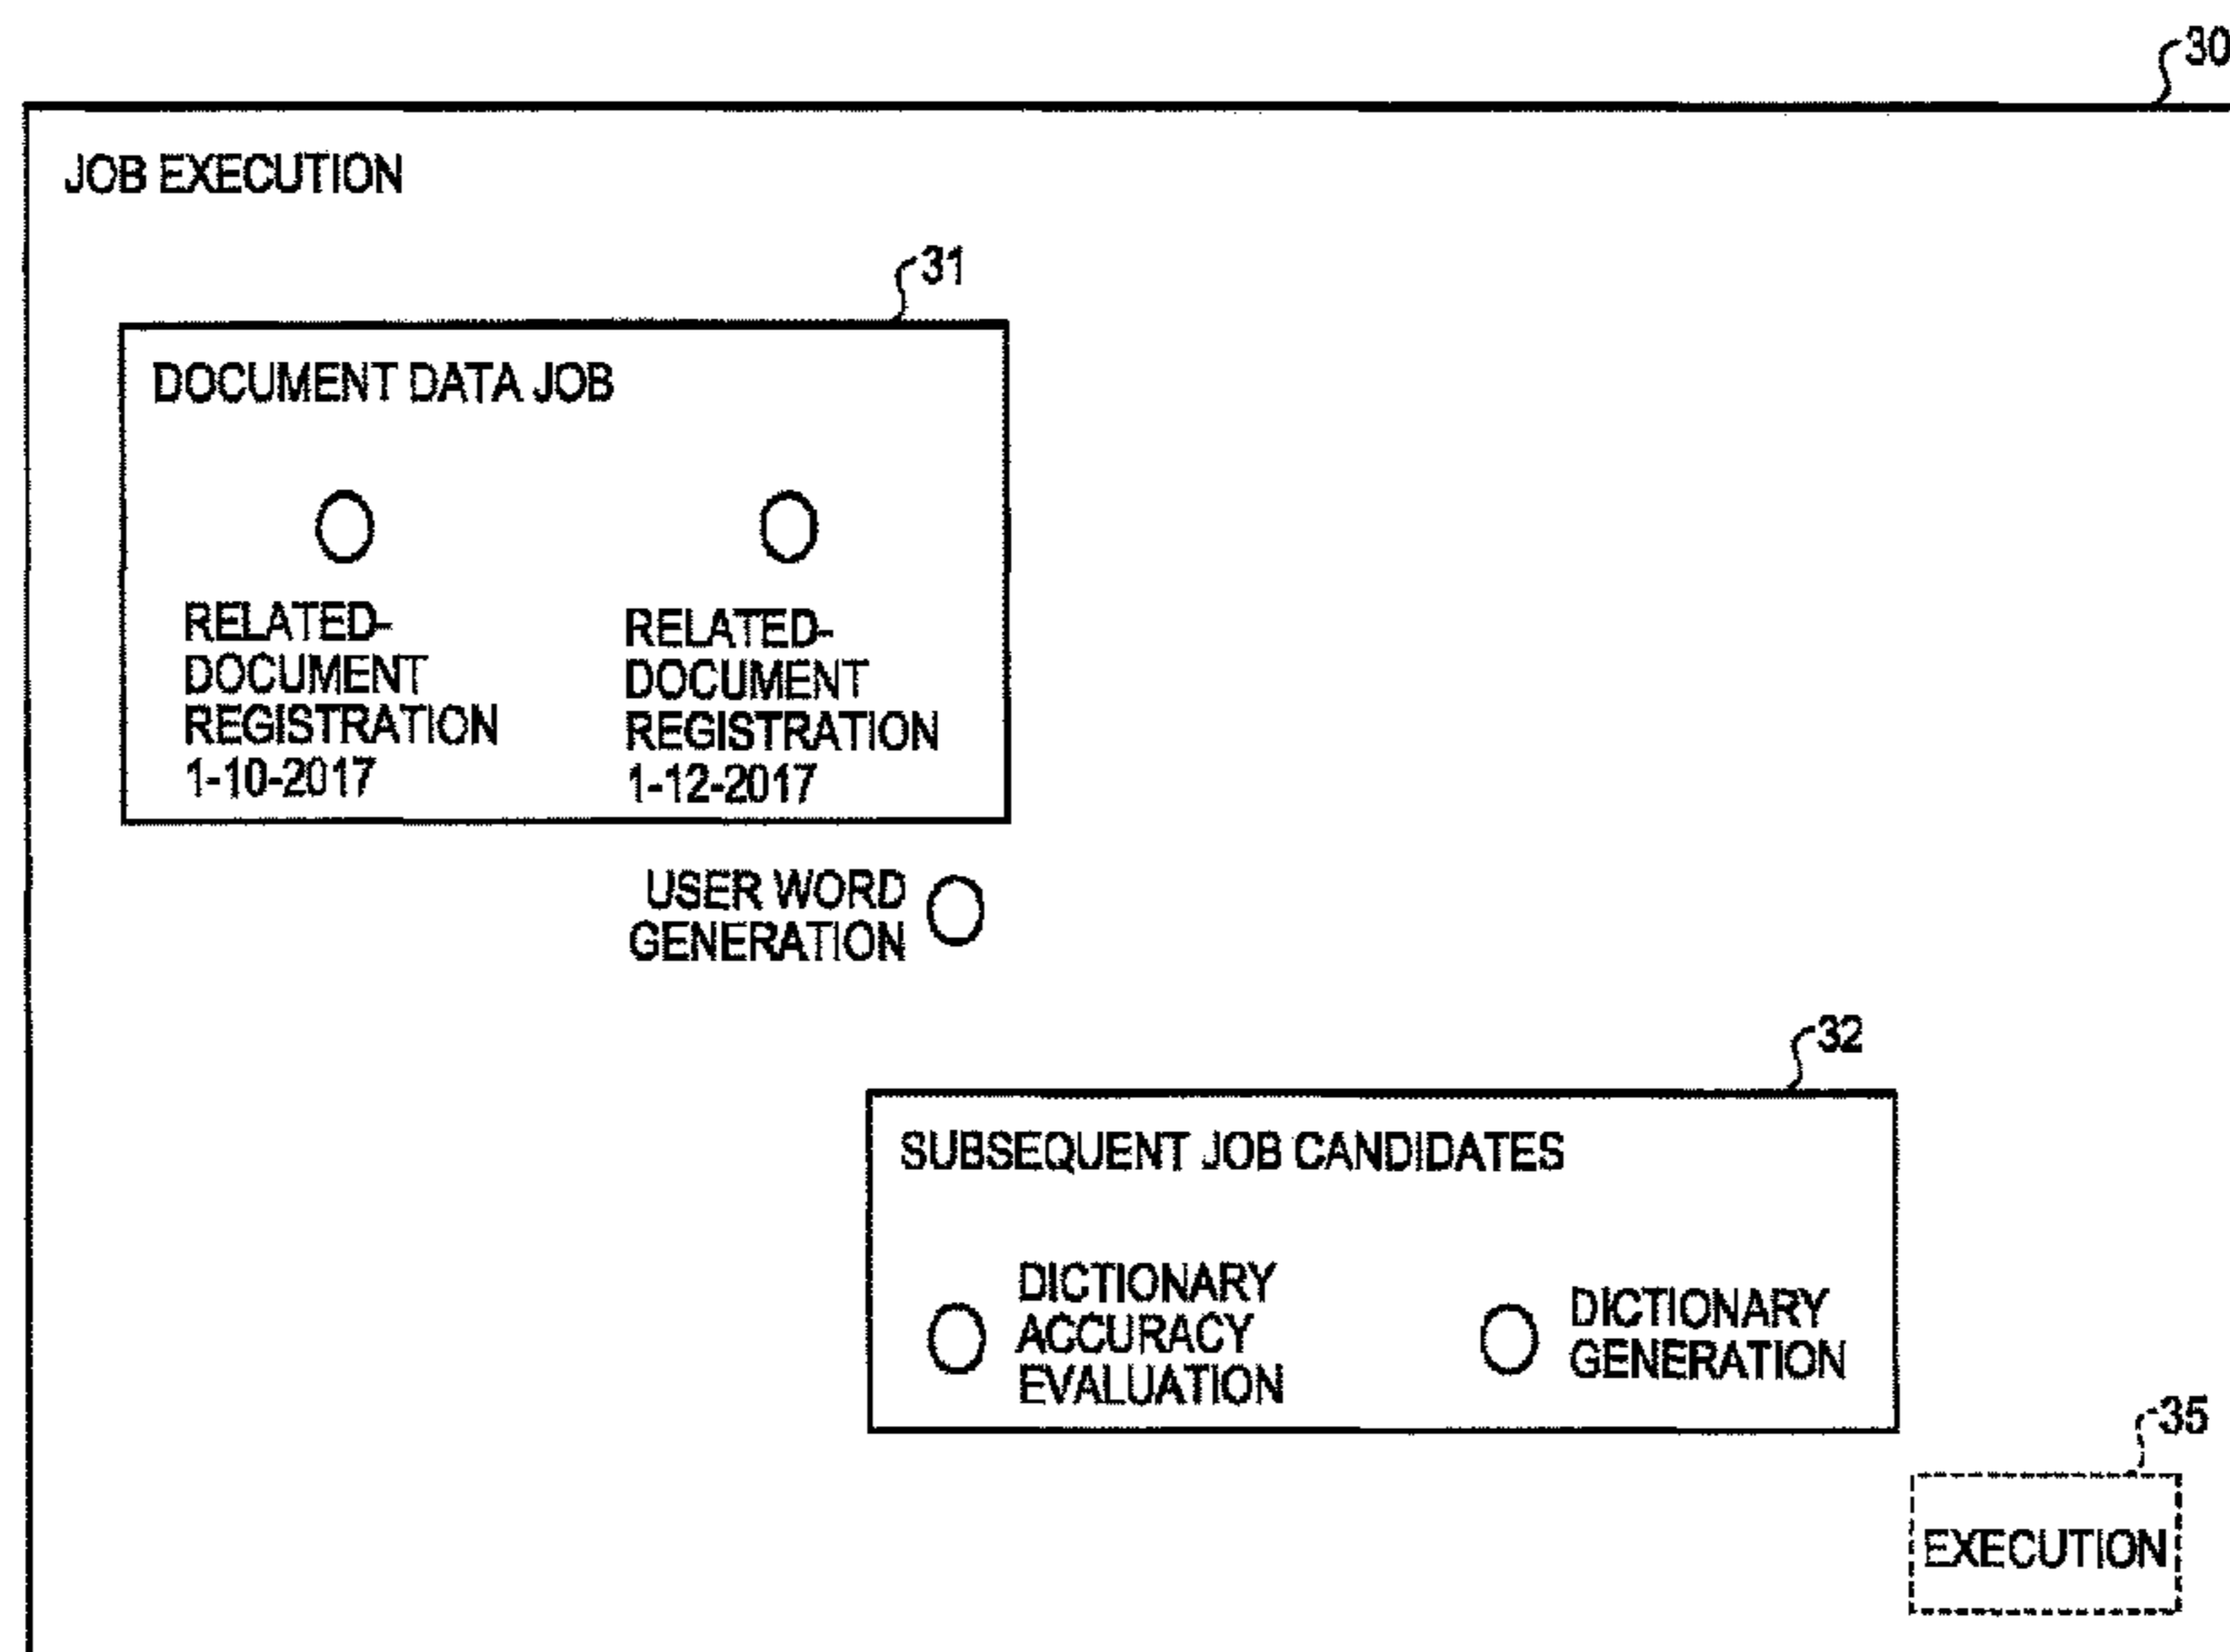 30
JOB EXECUTION
31
DOCUMENT DATA JOB
RELATED-
DOCUMENT
REGISTRATION
1-10-2017
RELATED-
DOCUMENT
REGISTRATION
1-12-2017
USER WORD
GENERATION
32
SUBSEQUENT JOB CANDIDATES
DICTIONARY
ACCURACY
EVALUATION
DICTIONARY
GENERATION
35
EXECUTION